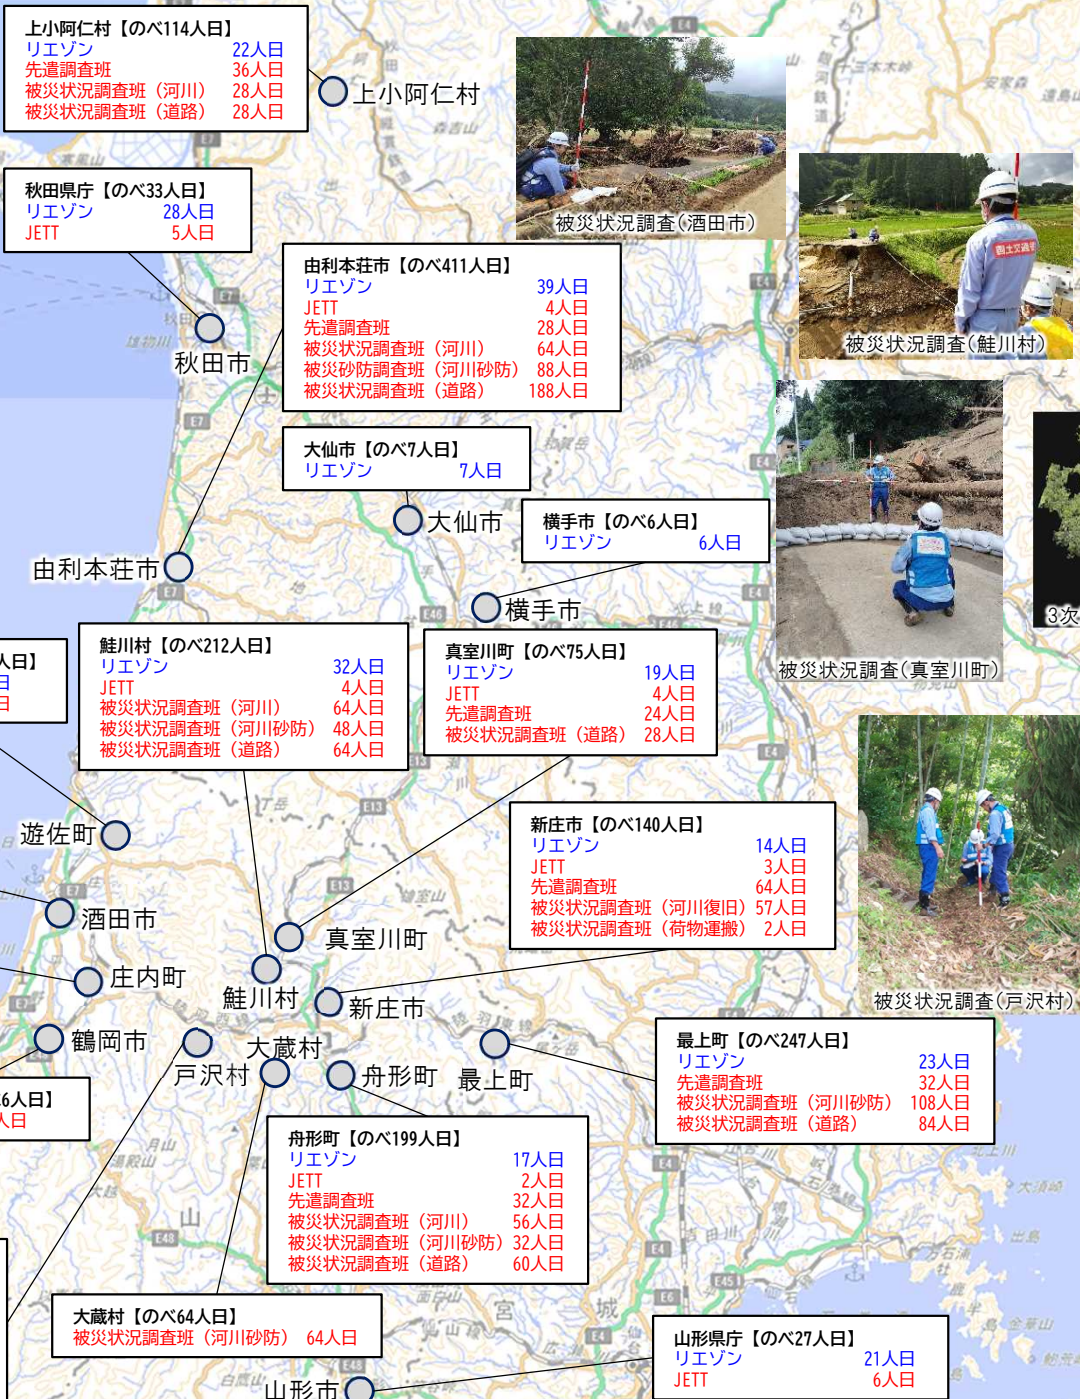 上小阿仁村【のべ114人日】
リエゾン 22人日
先遣調査班 36人日
被災状況調査班（河川） 28人日
被災状況調査班（道路） 28人日
上小阿仁村
秋田県庁【のべ33人日】
リエゾン 28人日
JETT 5人日
秋田市
被災状況調査(酒田市)
被災状況調査(鮭川村)
由利本荘市【のべ411人日】
リエゾン 39人日
JETT 4人日
先遣調査班 28人日
被災状況調査班（河川） 64人日
被災砂防調査班（河川砂防） 88人日
被災状況調査班（道路） 188人日
大仙市【のべ7人日】
リエゾン 7人日
大仙市
横手市【のべ6人日】
リエゾン 6人日
横手市
由利本荘市
被災状況調査(真室川町)
3次
人日】
日
日
鮭川村【のべ212人日】
リエゾン 32人日
JETT 4人日
被災状況調査班（河川） 64人日
被災状況調査班（河川砂防） 48人日
被災状況調査班（道路） 64人日
真室川町【のべ75人日】
リエゾン 19人日
JETT 4人日
先遣調査班 24人日
被災状況調査班（道路） 28人日
遊佐町
酒田市
庄内町
鶴岡市
真室川町
鮭川村
新庄市
戸沢村
大蔵村
舟形町
最上町
新庄市【のべ140人日】
リエゾン 14人日
JETT 3人日
先遣調査班 64人日
被災状況調査班（河川復旧） 57人日
被災状況調査班（荷物運搬） 2人日
被災状況調査(戸沢村)
6人日】
人日
最上町【のべ247人日】
リエゾン 23人日
先遣調査班 32人日
被災状況調査班（河川砂防） 108人日
被災状況調査班（道路） 84人日
舟形町【のべ199人日】
リエゾン 17人日
JETT 2人日
先遣調査班 32人日
被災状況調査班（河川） 56人日
被災状況調査班（河川砂防） 32人日
被災状況調査班（道路） 60人日
大蔵村【のべ64人日】
被災状況調査班（河川砂防） 64人日
山形県庁【のべ27人日】
リエゾン 21人日
JETT 6人日
山形市